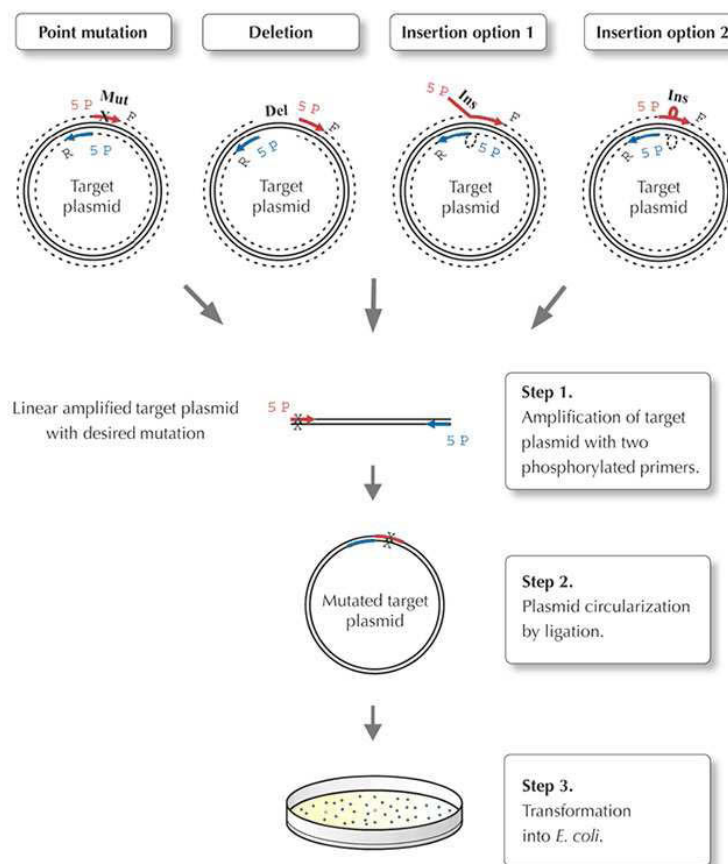 Point mutation
Deletion
Insertion option 1
Insertion option 2
5 P
Mut
X
F
R
5 P
Target
plasmid
Del
5 P
F
R
5 P
Target
plasmid
5 P
Ins
F
R
5 P
Target
plasmid
Ins
5 P
F
R
5 P
Target
plasmid
Linear amplified target plasmid
with desired mutation
5 P
X
X
5 P
Step 1.
Amplification of target
plasmid with two
phosphorylated primers.
X
X
Mutated target
plasmid
Step 2.
Plasmid circularization
by ligation.
Step 3.
Transformation
into E. coli.